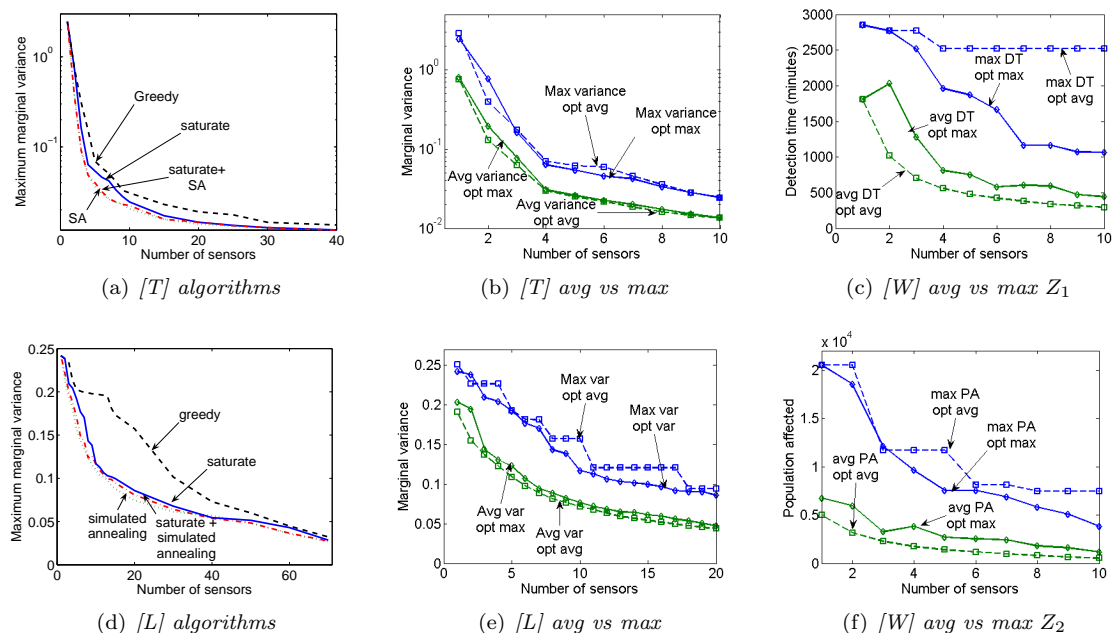 Maximum marginal variance
10^0
10^-1
Greedy
saturate
saturate+
SA
SA
0 10 20 30 40
Number of sensors
(a) [T] algorithms
Marginal variance
10^1
10^0
10^-1
10^-2
Max variance
opt avg
Max variance
opt max
Avg variance
opt max
Avg variance
opt avg
2 4 6 8 10
Number of sensors
(b) [T] avg vs max
Detection time (minutes)
3000
2500
2000
1500
1000
500
0
max DT
opt max
max DT
opt avg
avg DT
opt max
avg DT
opt avg
0 2 4 6 8 10
Number of sensors
(c) [W] avg vs max Z1
Maximum marginal variance
0.25
0.2
0.15
0.1
0.05
0
greedy
saturate
simulated
annealing
saturate +
simulated
annealing
0 20 40 60
Number of sensors
(d) [L] algorithms
Marginal variance
0.25
0.2
0.15
0.1
0.05
0
Max var
opt avg
Max var
opt var
Avg var
opt max
Avg var
opt avg
0 5 10 15 20
Number of sensors
(e) [L] avg vs max
Population affected
x 10^4
2
1.5
1
0.5
0
max PA
opt avg
max PA
opt max
avg PA
opt avg
avg PA
opt max
2 4 6 8 10
Number of sensors
(f) [W] avg vs max Z2